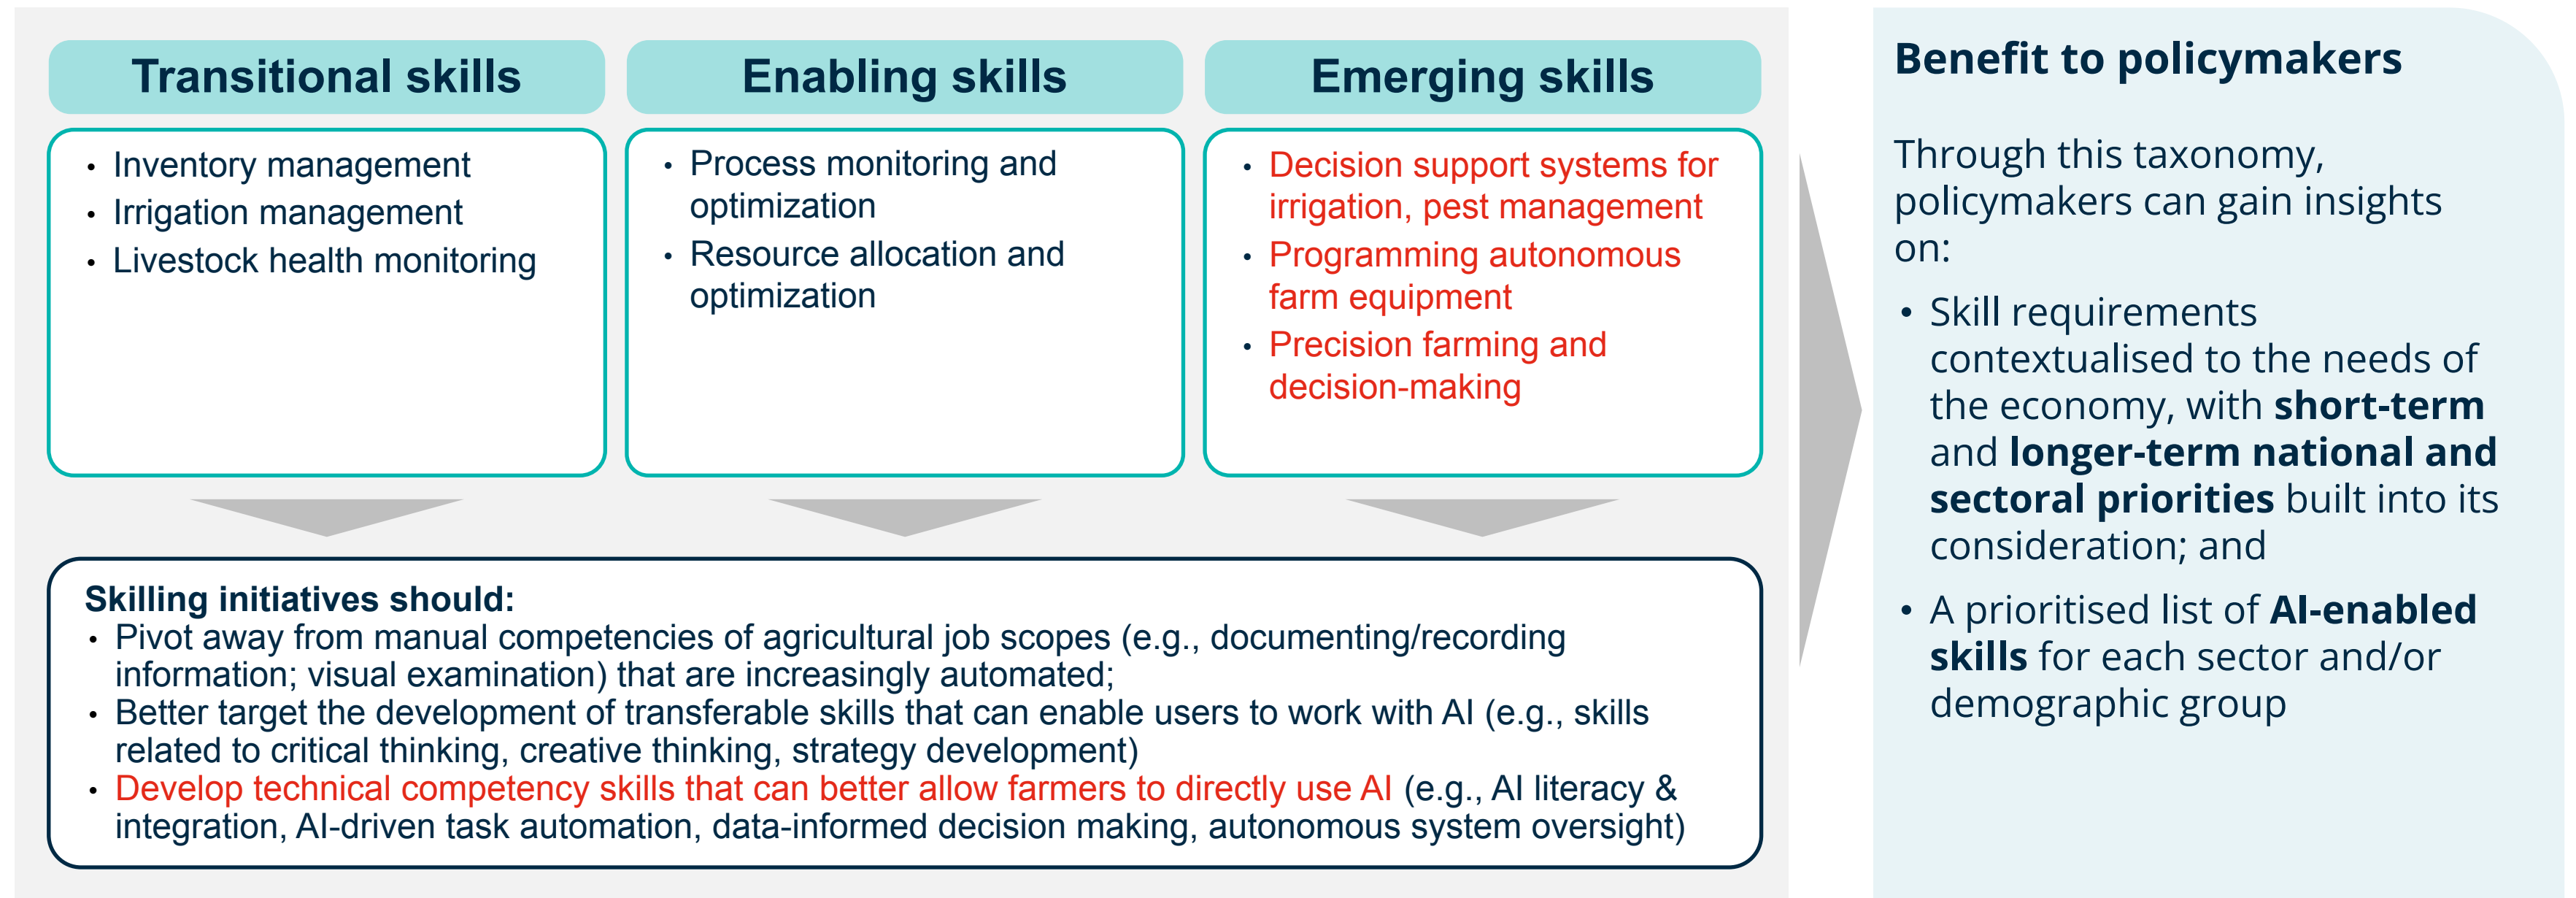 Transitional skills
• Inventory management
• Irrigation management
• Livestock health monitoring
Enabling skills
• Process monitoring and
optimization
• Resource allocation and
optimization
Emerging skills
• Decision support systems for
irrigation, pest management
• Programming autonomous
farm equipment
• Precision farming and
decision-making
Skilling initiatives should:
• Pivot away from manual competencies of agricultural job scopes (e.g., documenting/recording
information; visual examination) that are increasingly automated;
• Better target the development of transferable skills that can enable users to work with AI (e.g., skills
related to critical thinking, creative thinking, strategy development)
• Develop technical competency skills that can better allow farmers to directly use AI (e.g., AI literacy &
integration, AI-driven task automation, data-informed decision making, autonomous system oversight)
Benefit to policymakers
Through this taxonomy,
policymakers can gain insights
on:
• Skill requirements
contextualised to the needs of
the economy, with short-term
and longer-term national and
sectoral priorities built into its
consideration; and
• A prioritised list of AI-enabled
skills for each sector and/or
demographic group